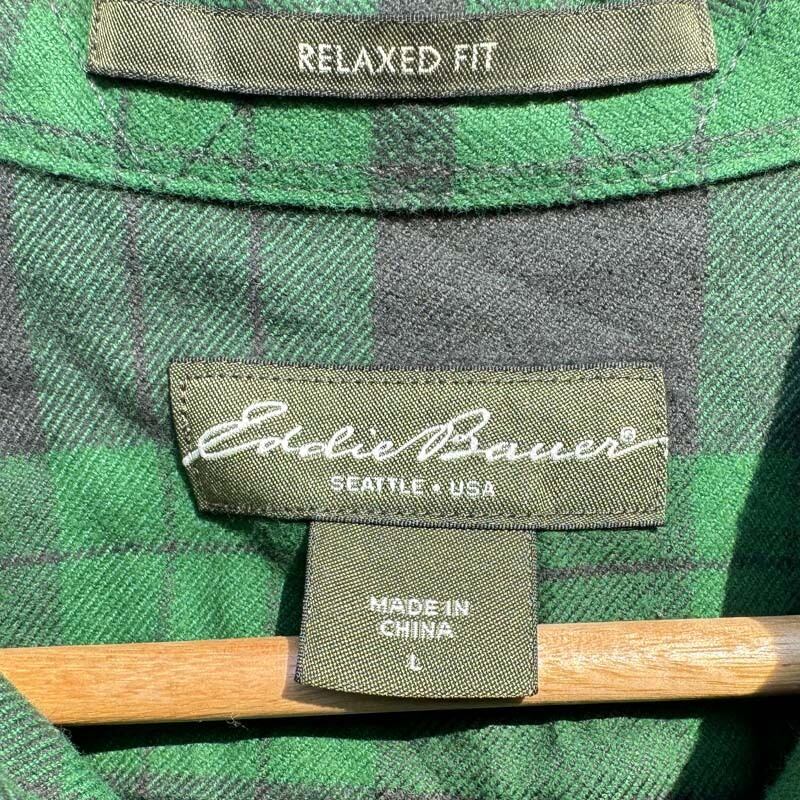 RELAXED FIT
Eddie Bauer®
SEATTLE • USA
MADE IN
CHINA
L